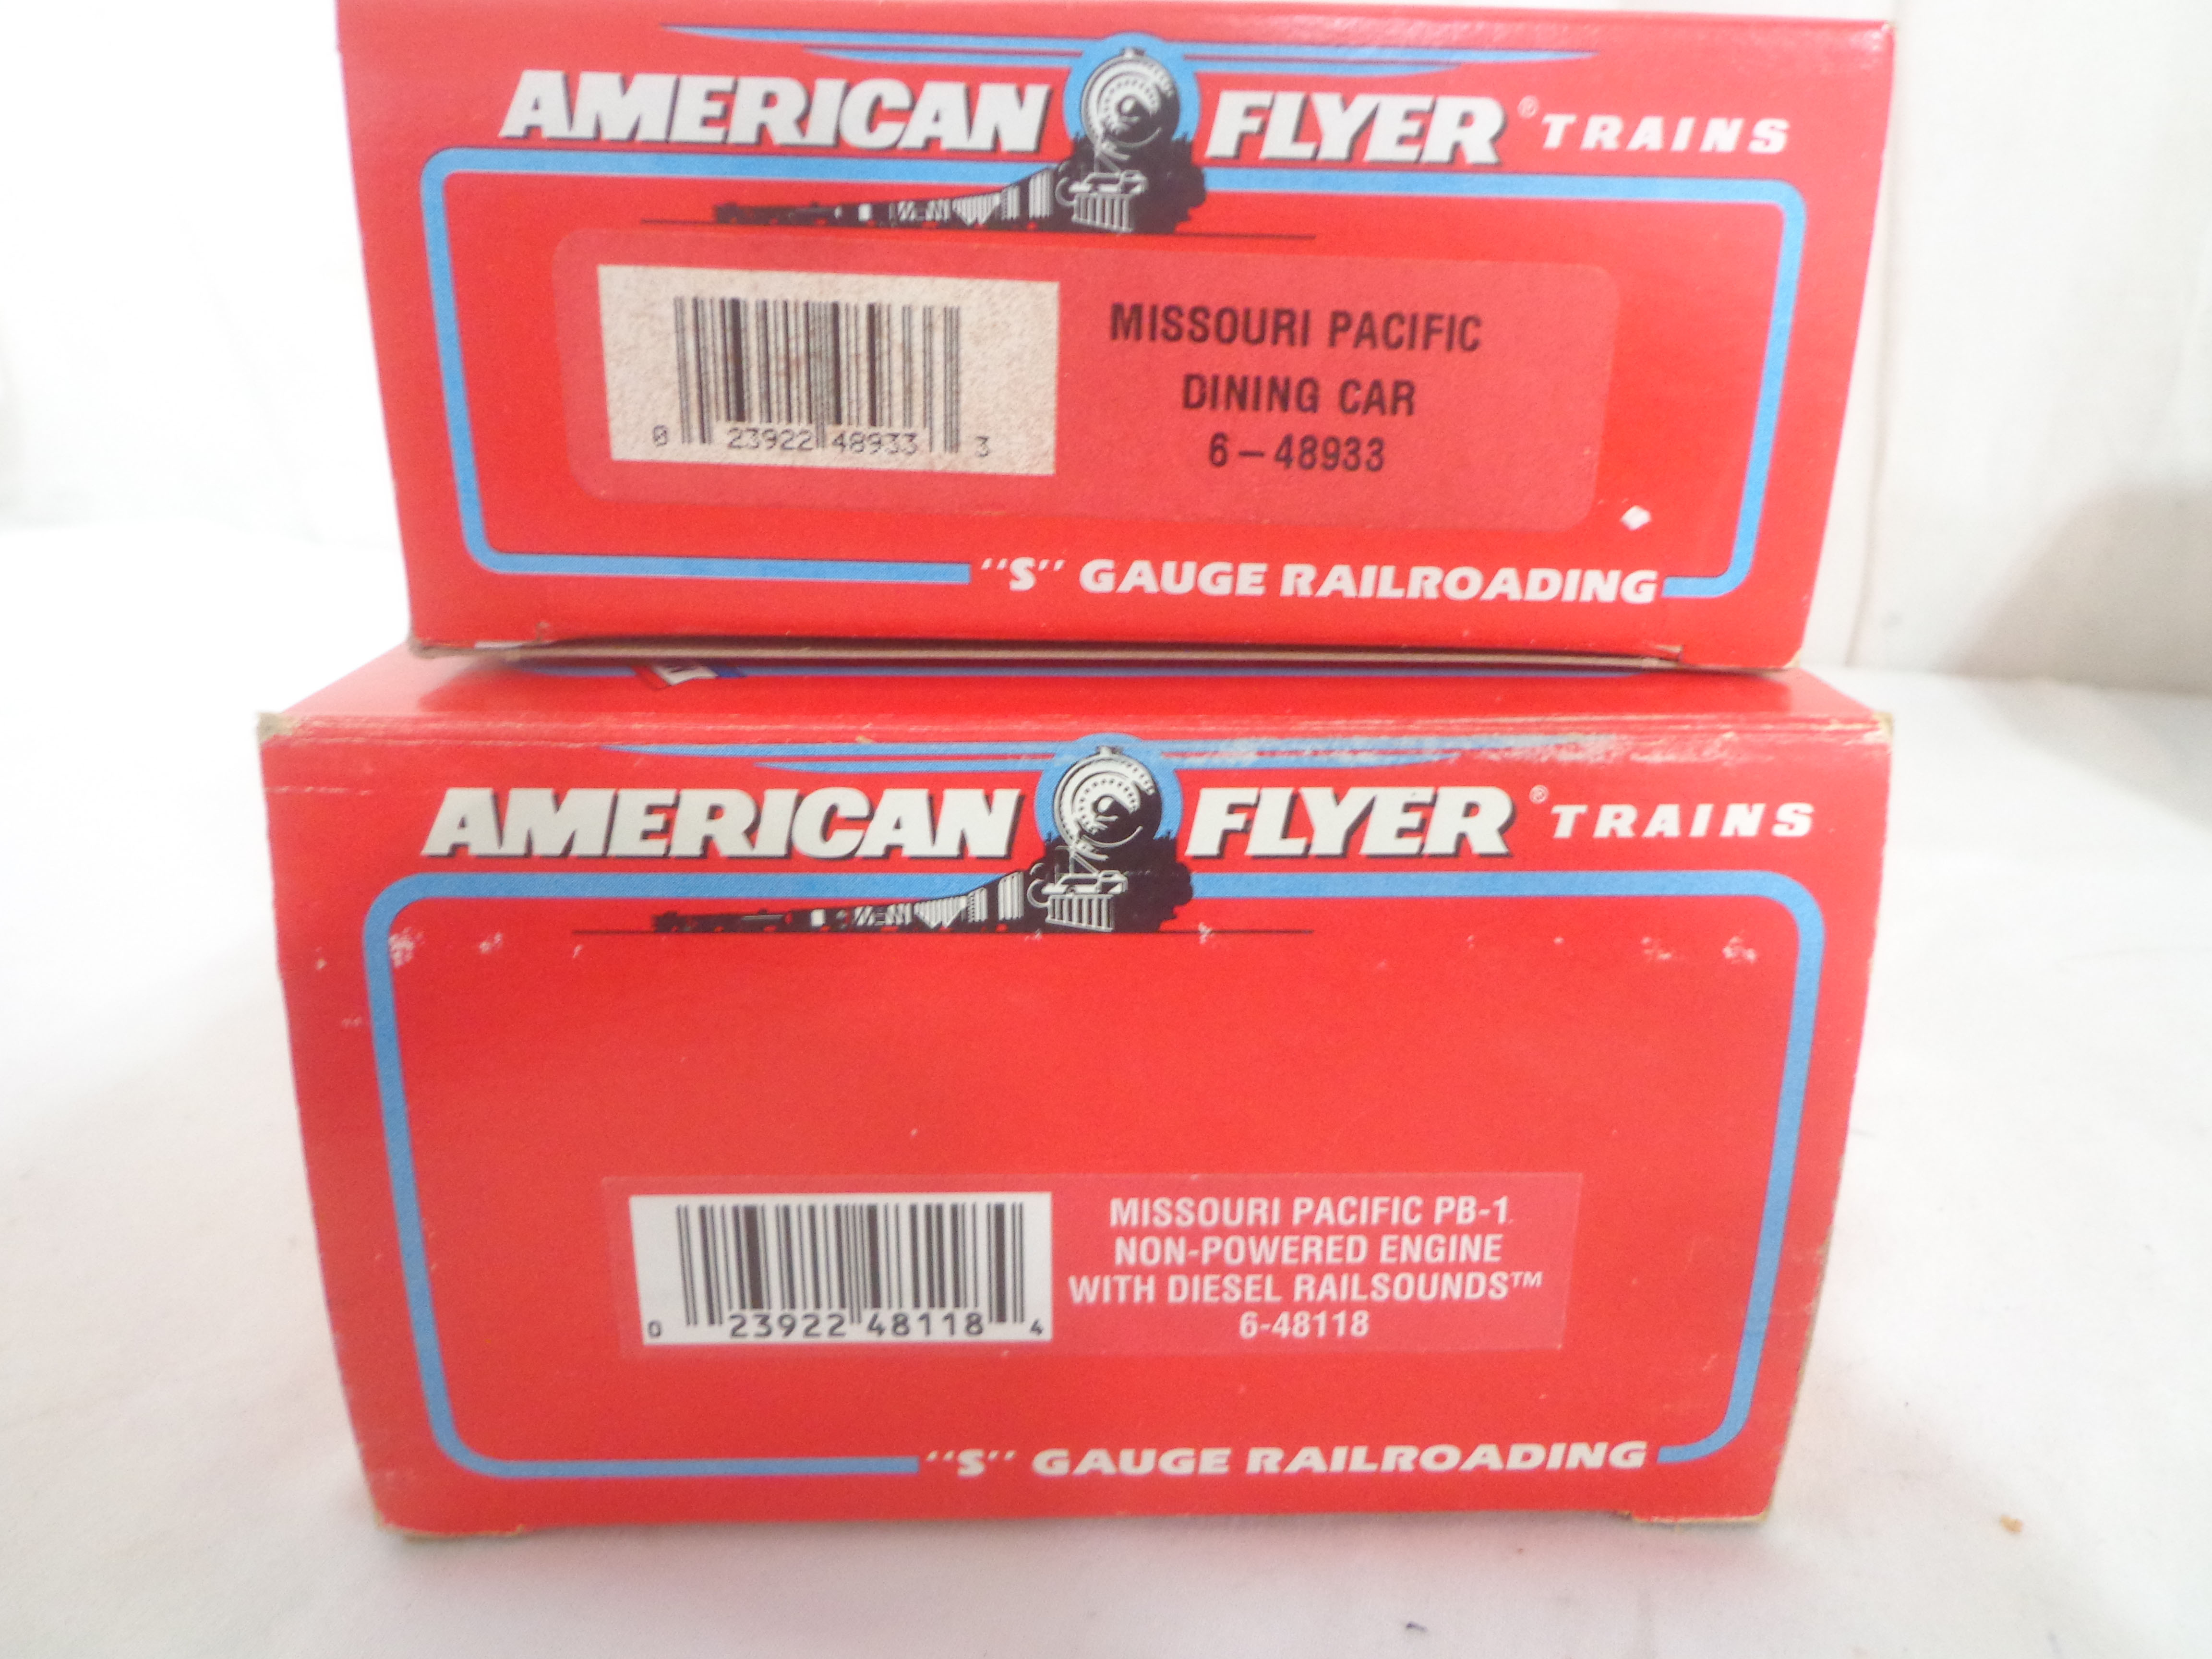 AMERICAN FLYER® TRAINS
MISSOURI PACIFIC
DINING CAR
6-48933
0 23922 48933 3
"S" GAUGE RAILROADING
AMERICAN FLYER® TRAINS
MISSOURI PACIFIC PB-1
NON-POWERED ENGINE
WITH DIESEL RAILSOUNDS™
6-48118
0 23922 48118 4
"S" GAUGE RAILROADING